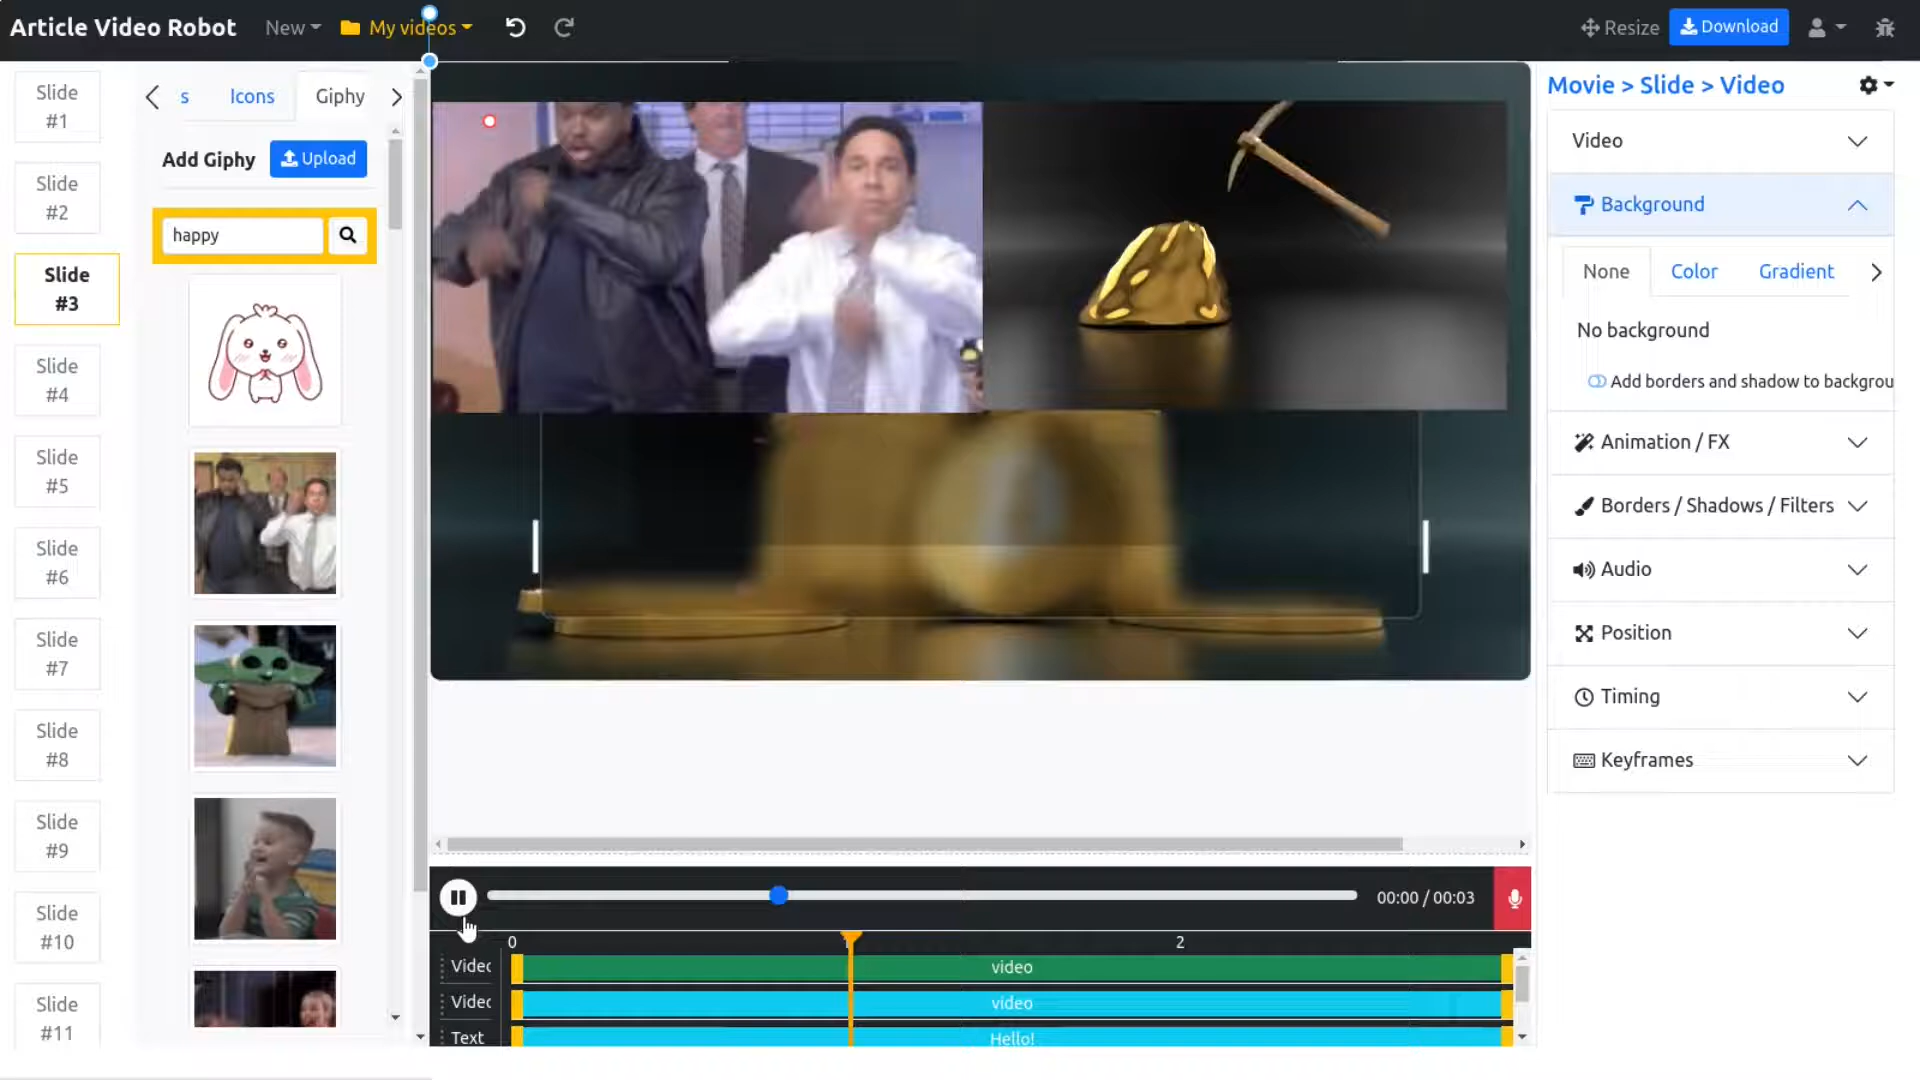 Article Video Robot
New
My videos
Resize
Download
Slide
#1
Slide
#2
Slide
#3
Slide
#4
Slide
#5
Slide
#6
Slide
#7
Slide
#8
Slide
#9
Slide
#10
Slide
#11
s
Icons
Giphy
Add Giphy
Upload
happy
Movie > Slide > Video
Video
Background
None
Color
Gradient
No background
Add borders and shadow to backgrou
Animation / FX
Borders / Shadows / Filters
Audio
Position
Timing
Keyframes
00:00 / 00:03
0
2
Videc
video
Videc
video
Text
Hello!